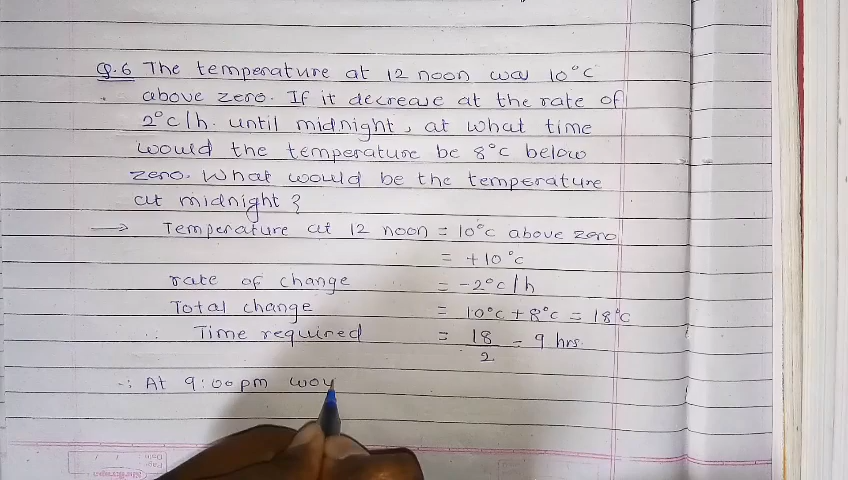 Q.6 The temperature at 12 noon was 10°C
above zero. If it decrease at the rate of
2°C/h. until midnight, at what time
would the temperature be 8°C below
zero. What would be the temperature
at midnight?
→ Temperature at 12 noon = 10°C above zero
= +10°C
rate of change = -2°C/h
Total change = 10°C + 8°C = 18°C
Time required = 18/2 = 9 hrs.
∴ At 9:00pm wou
Page
Date